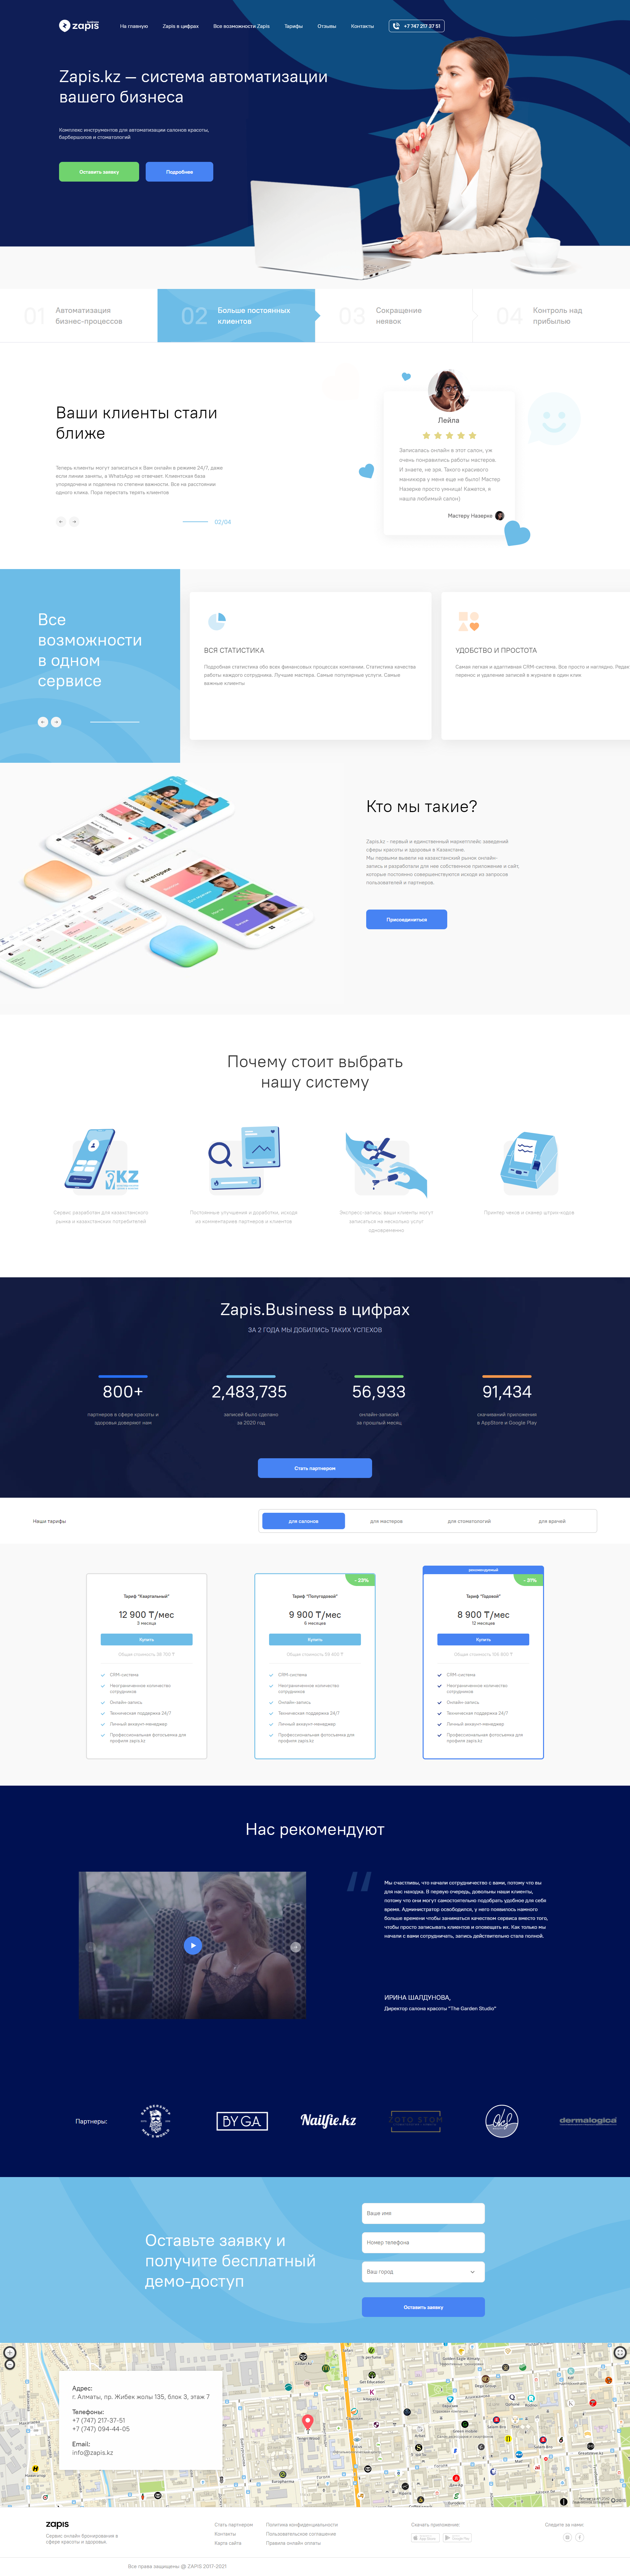 zapis
business
На главную
Zapis в цифрах
Все возможности Zapis
Тарифы
Отзывы
Контакты
+7 747 217 37 51
Zapis.kz — система автоматизации
вашего бизнеса
Комплекс инструментов для автоматизации салонов красоты,
барбершопов и стоматологий
Оставить заявку
Подробнее
01
Автоматизация
бизнес-процессов
02
Больше постоянных
клиентов
03
Сокращение
неявок
04
Контроль над
прибылью
Ваши клиенты стали
ближе
Теперь клиенты могут записаться к Вам онлайн в режиме 24/7, даже
если линии заняты, а WhatsApp не отвечает. Клиентская база
упорядочена и поделена по степени важности. Все на расстоянии
одного клика. Пора перестать терять клиентов
02/04
Лейла
Записалась онлайн в этот салон, уж
очень понравились работы мастеров.
И знаете, не зря. Такого красивого
маникюра у меня еще не было! Мастер
Назерке просто умница! Кажется, я
нашла любимый салон)
Мастеру Назерке
Все
возможности
в одном
сервисе
ВСЯ СТАТИСТИКА
Подробная статистика обо всех финансовых процессах компании. Статистика качества
работы каждого сотрудника. Лучшие мастера. Самые популярные услуги. Самые
важные клиенты
УДОБСТВО И ПРОСТОТА
Самая легкая и адаптивная CRM-система. Все просто и наглядно. Редак
перенос и удаления записей в журнале в один клик
Категории
Кто мы такие?
Zapis.kz - первый и единственный маркетплейс заведений
сферы красоты и здоровья в Казахстане.
Мы первыми вывели на казахстанский рынок онлайн-
запись и разработали для нее собственное приложение и сайт,
которые постоянно совершенствуются исходя из запросов
пользователей и партнеров.
Присоединиться
Почему стоит выбрать
нашу систему
KZ
Сервис разработан для казахстанского
рынка и казахстанских потребителей
Постоянные улучшения и доработки, исходя
из комментариев партнеров и клиентов
Экспресс-запись: ваши клиенты могут
записаться на несколько услуг
одновременно
Принтер чеков и сканер штрих-кодов
Zapis.Business в цифрах
ЗА 2 ГОДА МЫ ДОБИЛИСЬ ТАКИХ УСПЕХОВ
800+
партнеров в сфере красоты и
здоровья доверяют нам
2,483,735
записей было сделано
за 2020 год
56,933
онлайн-записей
за прошлый месяц
91,434
скачиваний приложения
в AppStore и Google Play
Стать партнером
Наши тарифы
для салонов
для мастеров
для стоматологий
для врачей
Тариф "Квартальный"
12 900 ₸/мес
3 месяца
Купить
Общая стоимость 38 700 ₸
CRM-система
Неограниченное количество
сотрудников
Онлайн-запись
Техническая поддержка 24/7
Личный аккаунт-менеджер
Профессиональная фотосъемка для
профиля zapis.kz
Тариф "Полугодовой"
9 900 ₸/мес
6 месяцев
Купить
Общая стоимость 59 400 ₸
CRM-система
Неограниченное количество
сотрудников
Онлайн-запись
Техническая поддержка 24/7
Личный аккаунт-менеджер
Профессиональная фотосъемка для
профиля zapis.kz
рекомендуемый
Тариф "Годовой"
8 900 ₸/мес
12 месяцев
Купить
Общая стоимость 106 800 ₸
CRM-система
Неограниченное количество
сотрудников
Онлайн-запись
Техническая поддержка 24/7
Личный аккаунт-менеджер
Профессиональная фотосъемка для
профиля zapis.kz
Нас рекомендуют
Мы счастливы, что начали сотрудничество с вами, потому что вы
для нас находка. В первую очередь, довольны наши клиенты,
потому что они могут самостоятельно подобрать удобное для себя
время. Администратор освободился, у него появилось намного
больше времени чтобы заниматься качеством сервиса вместо того,
чтобы просто записывать клиентов и оповещать их. Как только мы
начали с вами сотрудничать, запись действительно стала полной.
ИРИНА ШАЛДУНОВА,
Директор салона красоты "The Garden Studio"
Партнеры:
BARBERSHOP
MEN'S WORLD
BY G.A.
Nailfie.kz
dermalogica
Оставьте заявку и
получите бесплатный
демо-доступ
Ваше имя
Номер телефона
Ваш город
Оставить заявку
Адрес:
г. Алматы, пр. Жибек жолы 135, блок 3, этаж 7
Телефоны:
+7 (747) 217-37-51
+7 (747) 094-44-05
Email:
info@zapis.kz
zapis
Сервис онлайн бронирования в
сфере красоты и здоровья.
Стать партнером
Контакты
Карта сайта
Политика конфиденциальности
Пользовательское соглашение
Правила онлайн оплаты
Скачать приложение:
Следите за нами:
Все права защищены @ ZAPIS 2017-2021